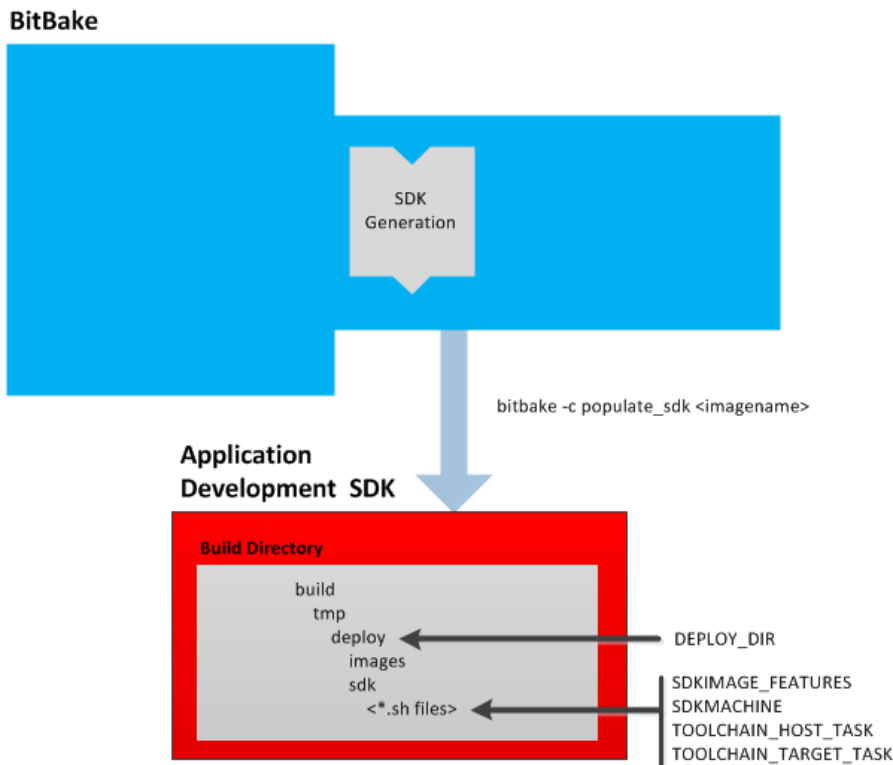 BitBake
SDK
Generation
bitbake -c populate_sdk <imagename>
Application
Development SDK
Build Directory
build
tmp
deploy
images
sdk
<*.sh files>
DEPLOY_DIR
SDKIMAGE_FEATURES
SDKMACHINE
TOOLCHAIN_HOST_TASK
TOOLCHAIN_TARGET_TASK